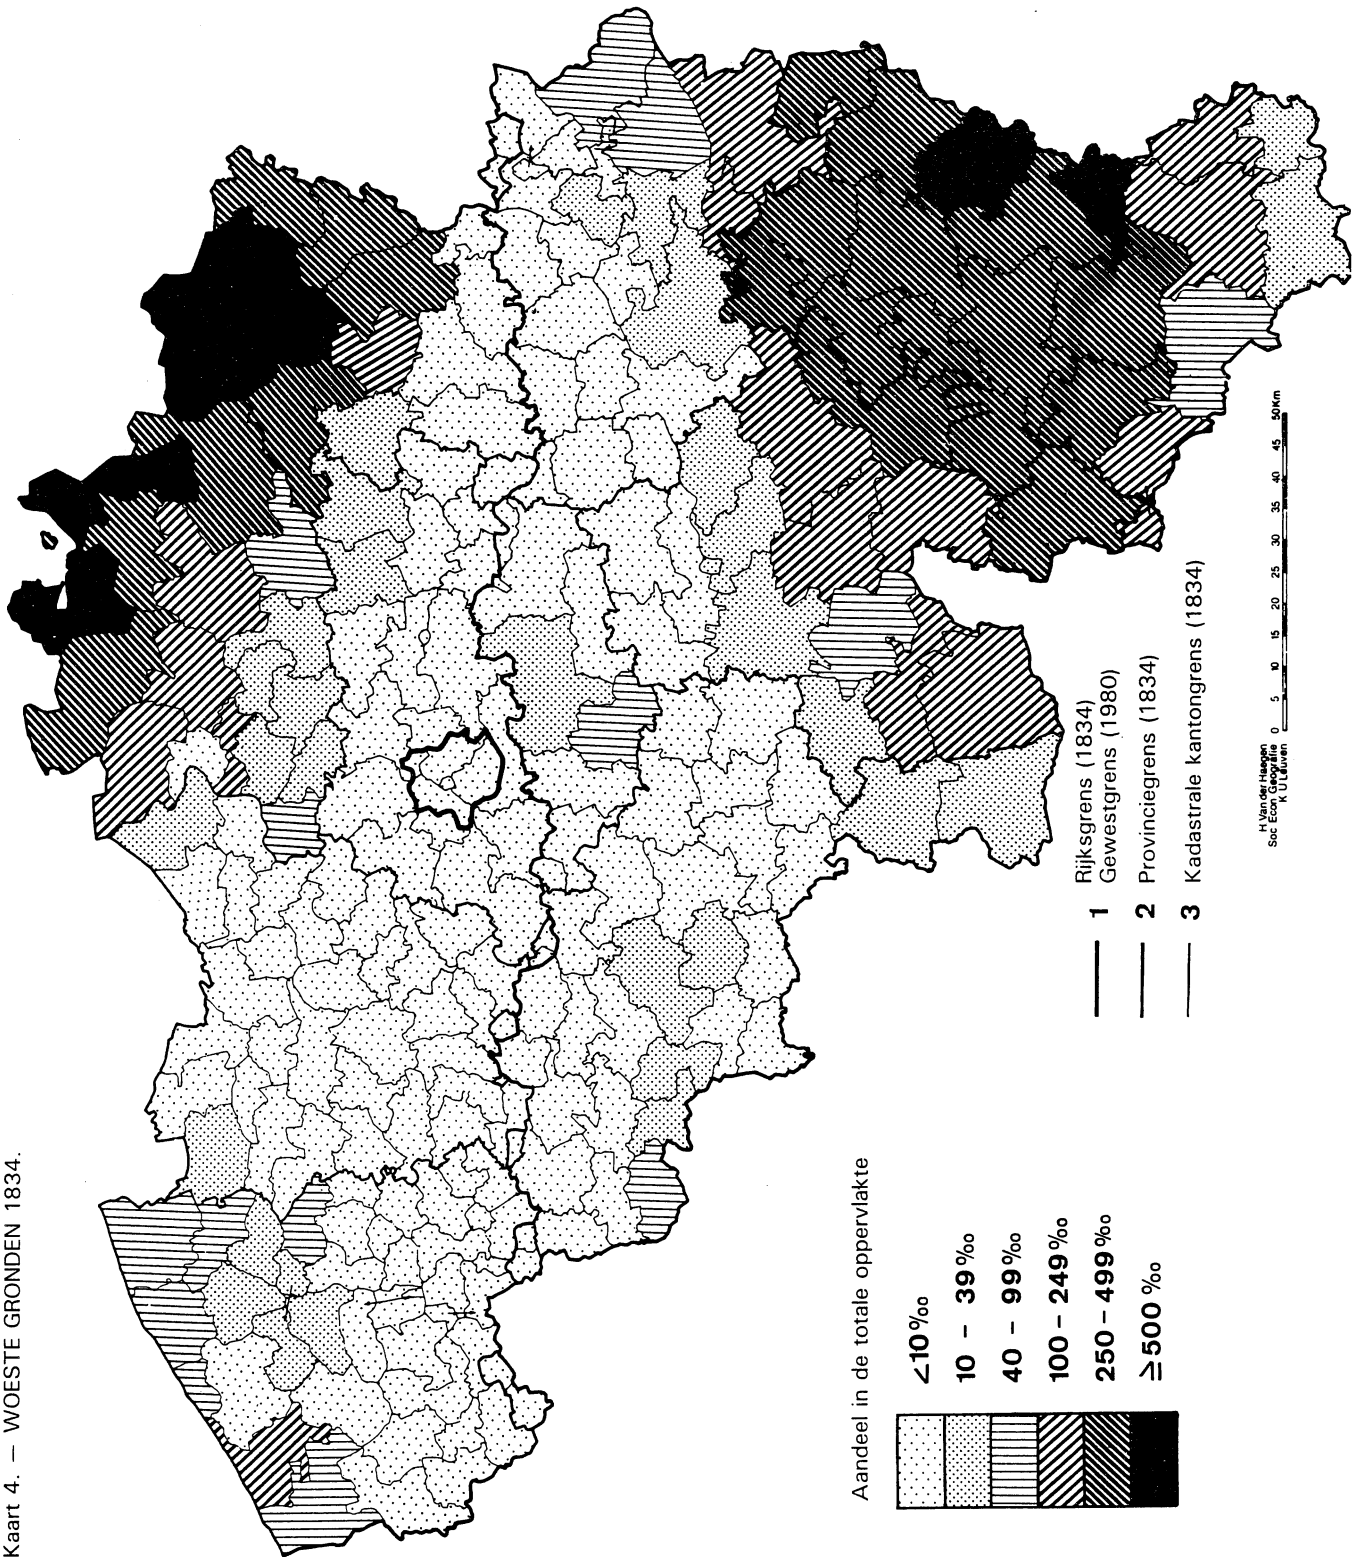 Kaart 4. — WOESTE GRONDEN 1834.
Aandeel in de totale oppervlakte
<10‰
10 – 39‰
40 – 99‰
100 – 249‰
250 – 499‰
≥500‰
1 Rijksgrens (1834)
Gewestgrens (1980)
2 Provinciegrens (1834)
3 Kadastrale kantongrens (1834)
H Van der Haegen
Soc Econ Geografie
K U Leuven
0 5 10 15 20 25 30 35 40 45 50Km